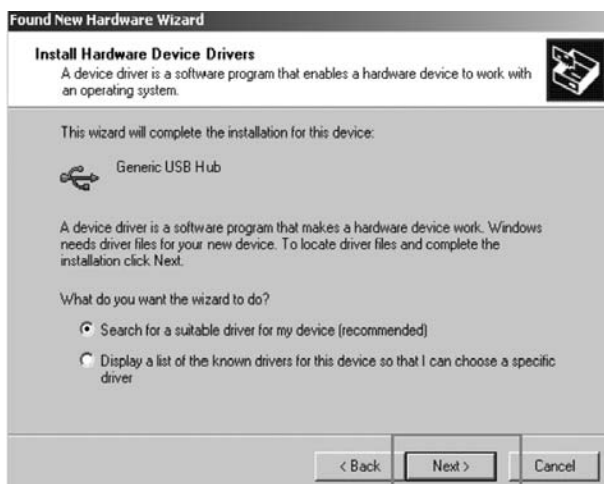 Found New Hardware Wizard
Install Hardware Device Drivers
A device driver is a software program that enables a hardware device to work with
an operating system.
This wizard will complete the installation for this device:
Generic USB Hub
A device driver is a software program that makes a hardware device work. Windows
needs driver files for your new device. To locate driver files and complete the
installation click Next.
What do you want the wizard to do?
Search for a suitable driver for my device (recommended)
Display a list of the known drivers for this device so that I can choose a specific
driver
< Back Next > Cancel